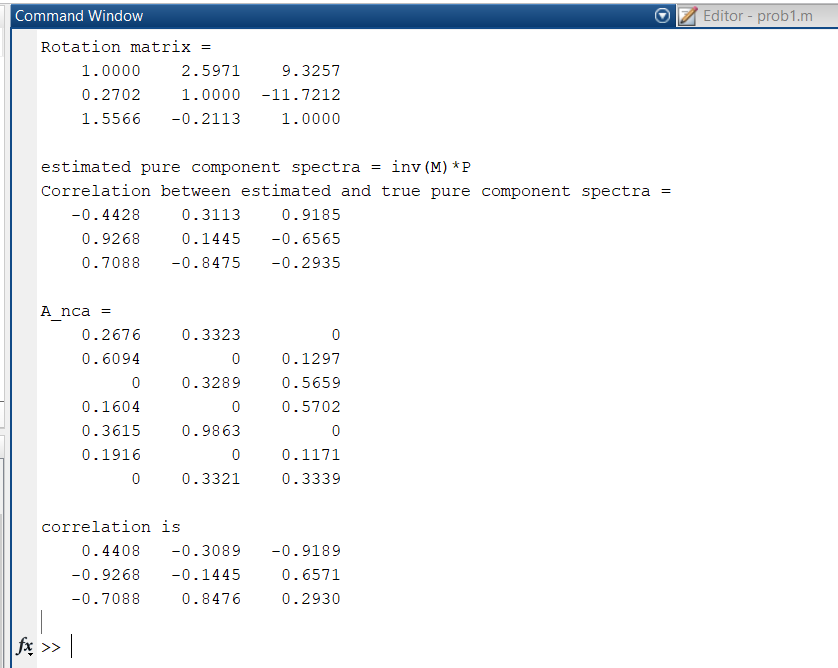 Command Window
Editor - prob1.m
Rotation matrix =
1.0000 2.5971 9.3257
0.2702 1.0000 -11.7212
1.5566 -0.2113 1.0000
estimated pure component spectra = inv(M)*P
Correlation between estimated and true pure component spectra =
-0.4428 0.3113 0.9185
0.9268 0.1445 -0.6565
0.7088 -0.8475 -0.2935
A_nca =
0.2676 0.3323 0
0.6094 0 0.1297
0 0.3289 0.5659
0.1604 0 0.5702
0.3615 0.9863 0
0.1916 0 0.1171
0 0.3321 0.3339
correlation is
0.4408 -0.3089 -0.9189
-0.9268 -0.1445 0.6571
-0.7088 0.8476 0.2930
fx >>